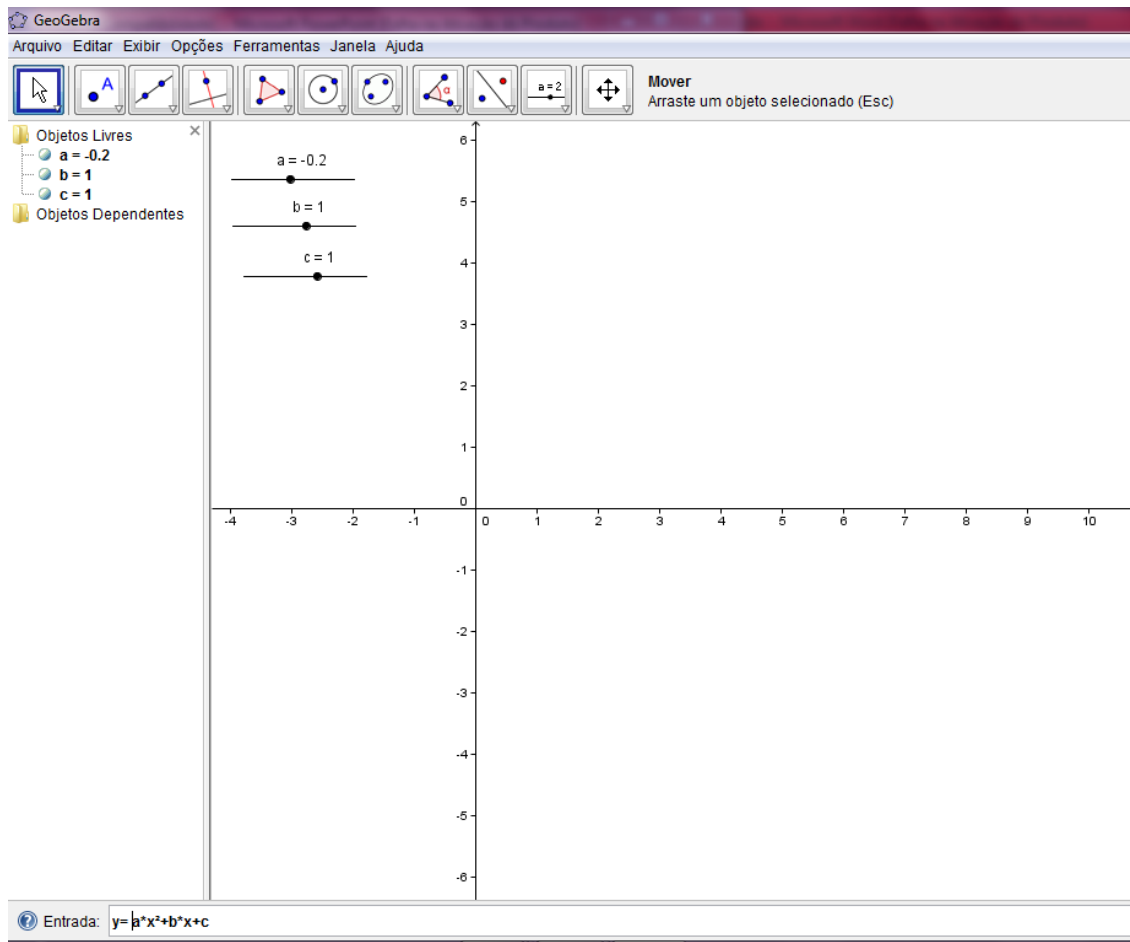 GeoGebra
Arquivo Editar Exibir Opções Ferramentas Janela Ajuda
A
α
a = 2
Mover
Arraste um objeto selecionado (Esc)
Objetos Livres
a = -0.2
b = 1
c = 1
Objetos Dependentes
a = -0.2
b = 1
c = 1
6
5
4
3
2
1
0
-4 -3 -2 -1 0 1 2 3 4 5 6 7 8 9 10
-1
-2
-3
-4
-5
-6
Entrada: y= a*x²+b*x+c